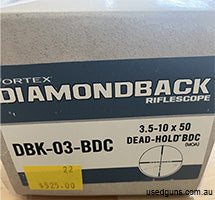 ORTEX
DIAMONDBACK
RIFLESCOPE
3.5-10 x 50
DBK-03-BDC
DEAD-HOLD® BDC
(MOA)
22
$525.00
usedguns.com.au